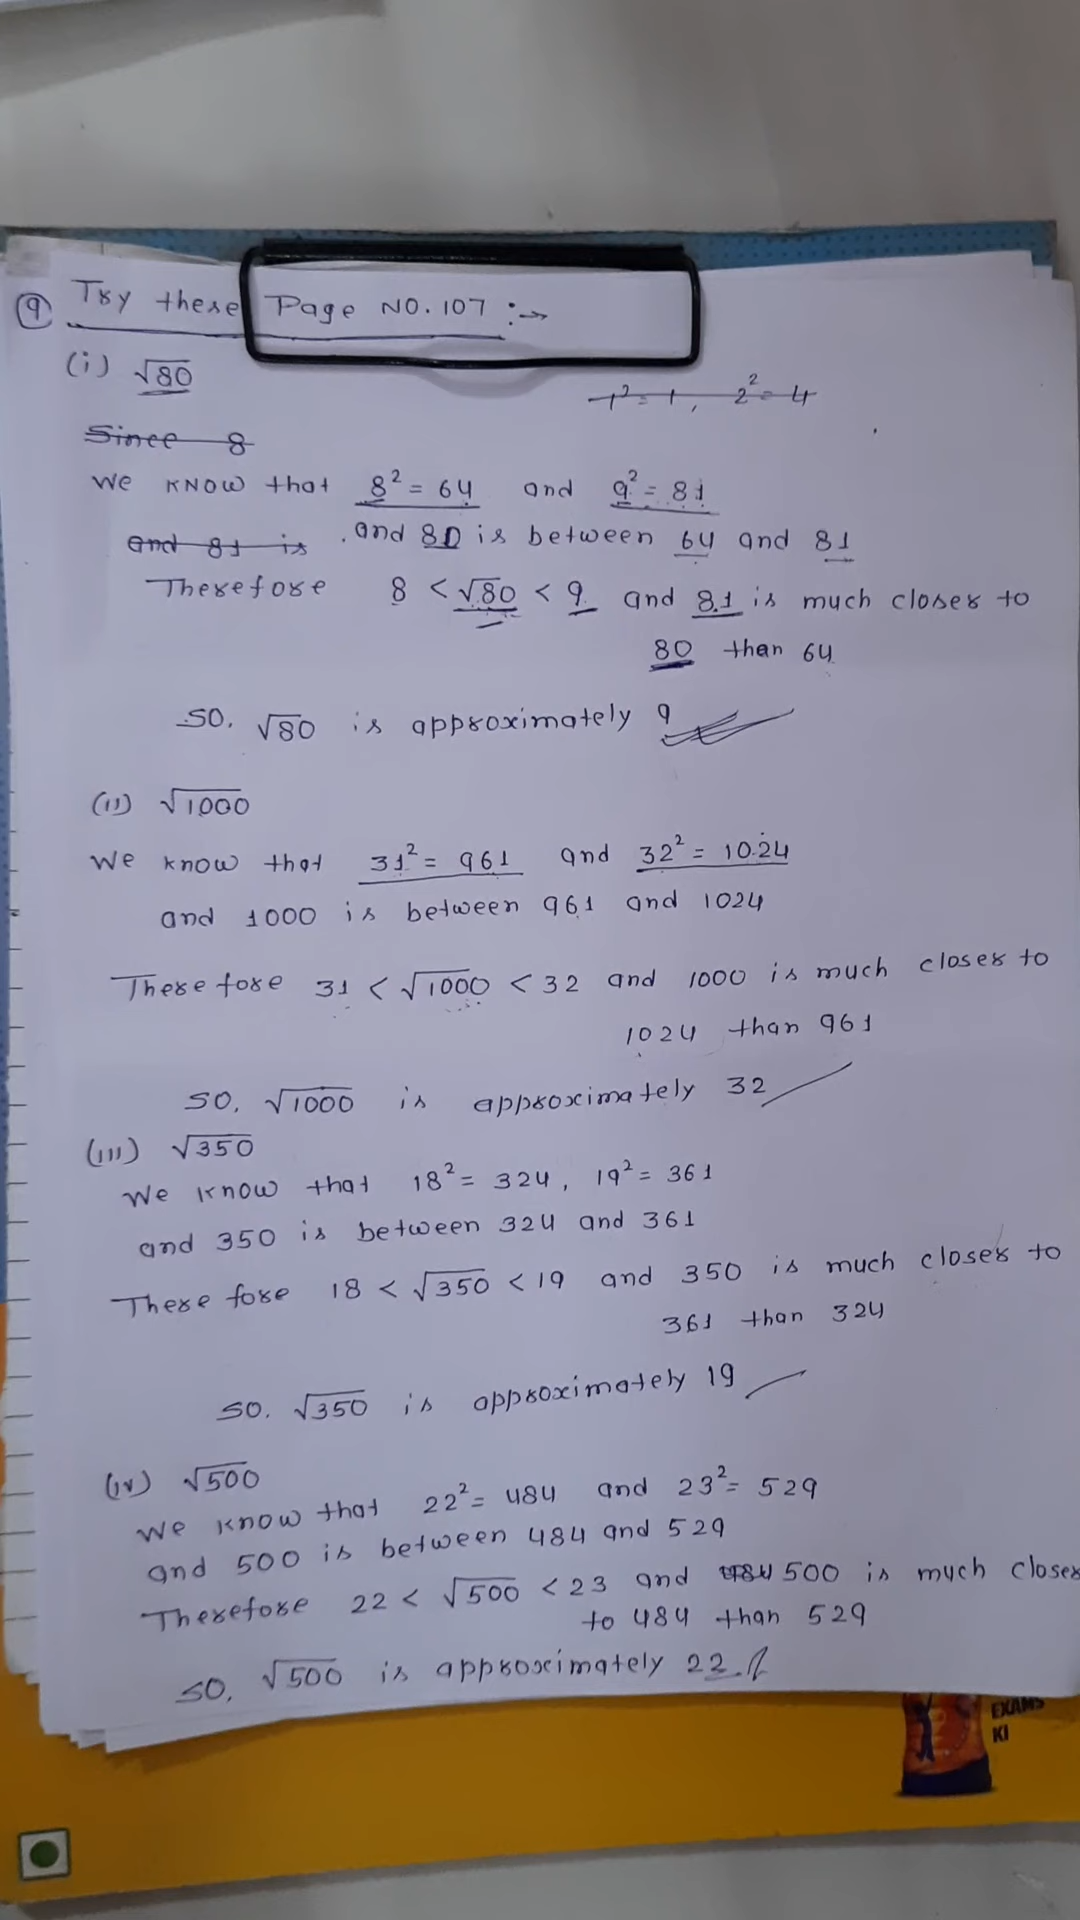 9 Try these Page NO. 107 :→
(i) √80
1² = 1, 2² = 4
Since 8
We KNOW that 8² = 64 and 9² = 81
and 81 is . and 80 is between 64 and 81
Therefore 8 < √80 < 9 and 81 is much closer to
80 than 64
SO, √80 is approximately 9
(ii) √1000
We know that 31² = 961 and 32² = 1024
and 1000 is between 961 and 1024
Therefore 31 < √1000 < 32 and 1000 is much closer to
1024 than 961
SO, √1000 is approximately 32
(iii) √350
We know that 18² = 324, 19² = 361
and 350 is between 324 and 361
Therefore 18 < √350 < 19 and 350 is much closer to
361 than 324
SO, √350 is approximately 19
(iv) √500
We know that 22² = 484 and 23² = 529
and 500 is between 484 and 529
Therefore 22 < √500 < 23 and 500 is much closer
to 484 than 529
SO, √500 is approximately 22.
EXAMS
KI